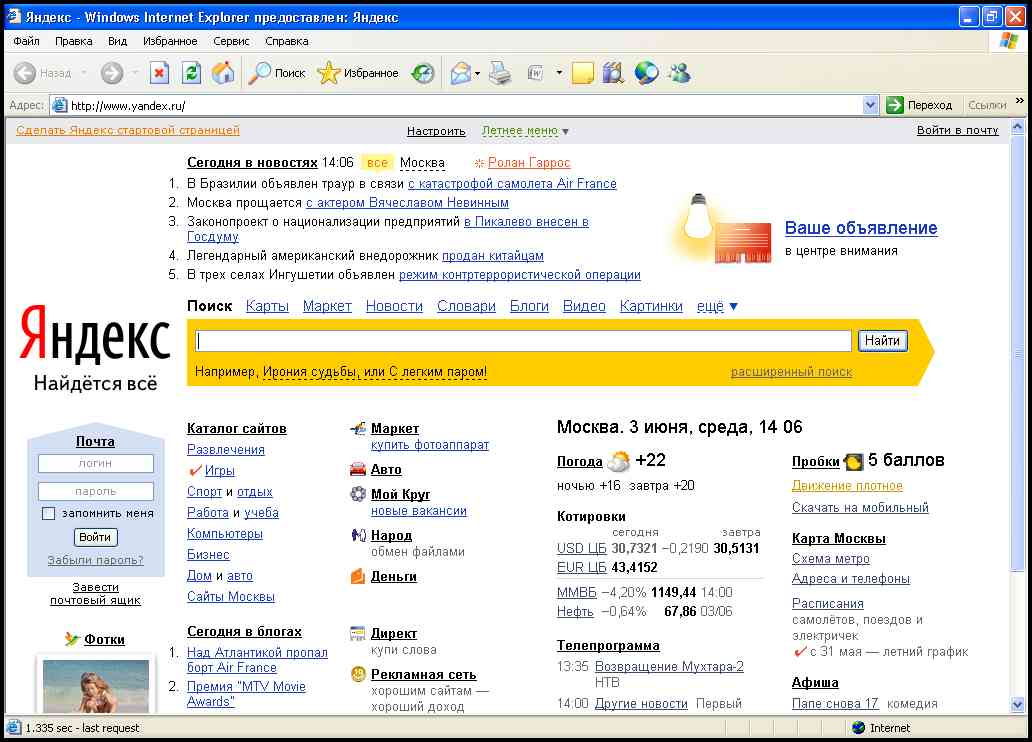 Яндекс - Windows Internet Explorer предоставлен: Яндекс
Файл Правка Вид Избранное Сервис Справка
Назад Поиск Избранное
Адрес: http://www.yandex.ru/ Переход Ссылки »
Сделать Яндекс стартовой страницей Настроить Летнее меню ▼ Войти в почту
Сегодня в новостях 14:06 все Москва Ролан Гаррос
1. В Бразилии объявлен траур в связи с катастрофой самолета Air France
2. Москва прощается с актером Вячеславом Невинным
3. Законопроект о национализации предприятий в Пикалево внесен в
Госдуму
4. Легендарный американский внедорожник продан китайцам
5. В трех селах Ингушетии объявлен режим контртеррористической операции
Ваше объявление
в центре внимания
Поиск Карты Маркет Новости Словари Блоги Видео Картинки ещё ▼
Яндекс
Найдётся всё
Найти
Например, Ирония судьбы, или С легким паром! расширенный поиск
Почта
логин
пароль
запомнить меня
Войти
Забыли пароль?
Завести
почтовый ящик
Фотки
Каталог сайтов
Развлечения
Игры
Спорт и отдых
Работа и учеба
Компьютеры
Бизнес
Дом и авто
Сайты Москвы
Сегодня в блогах
1. Над Атлантикой пропал
борт Air France
2. Премия "MTV Movie
Awards"
Маркет
купить фотоаппарат
Авто
Мой Круг
новые вакансии
Народ
обмен файлами
Деньги
Директ
купи слова
Рекламная сеть
хорошим сайтам —
хороший доход
Москва. 3 июня, среда, 14 06
Погода +22
ночью +16 завтра +20
Котировки
сегодня завтра
USD ЦБ 30,7321 −0,2190 30,5131
EUR ЦБ 43,4152
ММВБ −4,20% 1149,44 14:00
Нефть −0,64% 67,86 03/06
Телепрограмма
13:35 Возвращение Мухтара-2
НТВ
14:00 Другие новости Первый
Пробки 5 баллов
Движение плотное
Скачать на мобильный
Карта Москвы
Схема метро
Адреса и телефоны
Расписания
самолётов, поездов и
электричек
с 31 мая — летний график
Афиша
Папе снова 17 комедия
1.335 sec - last request Internet